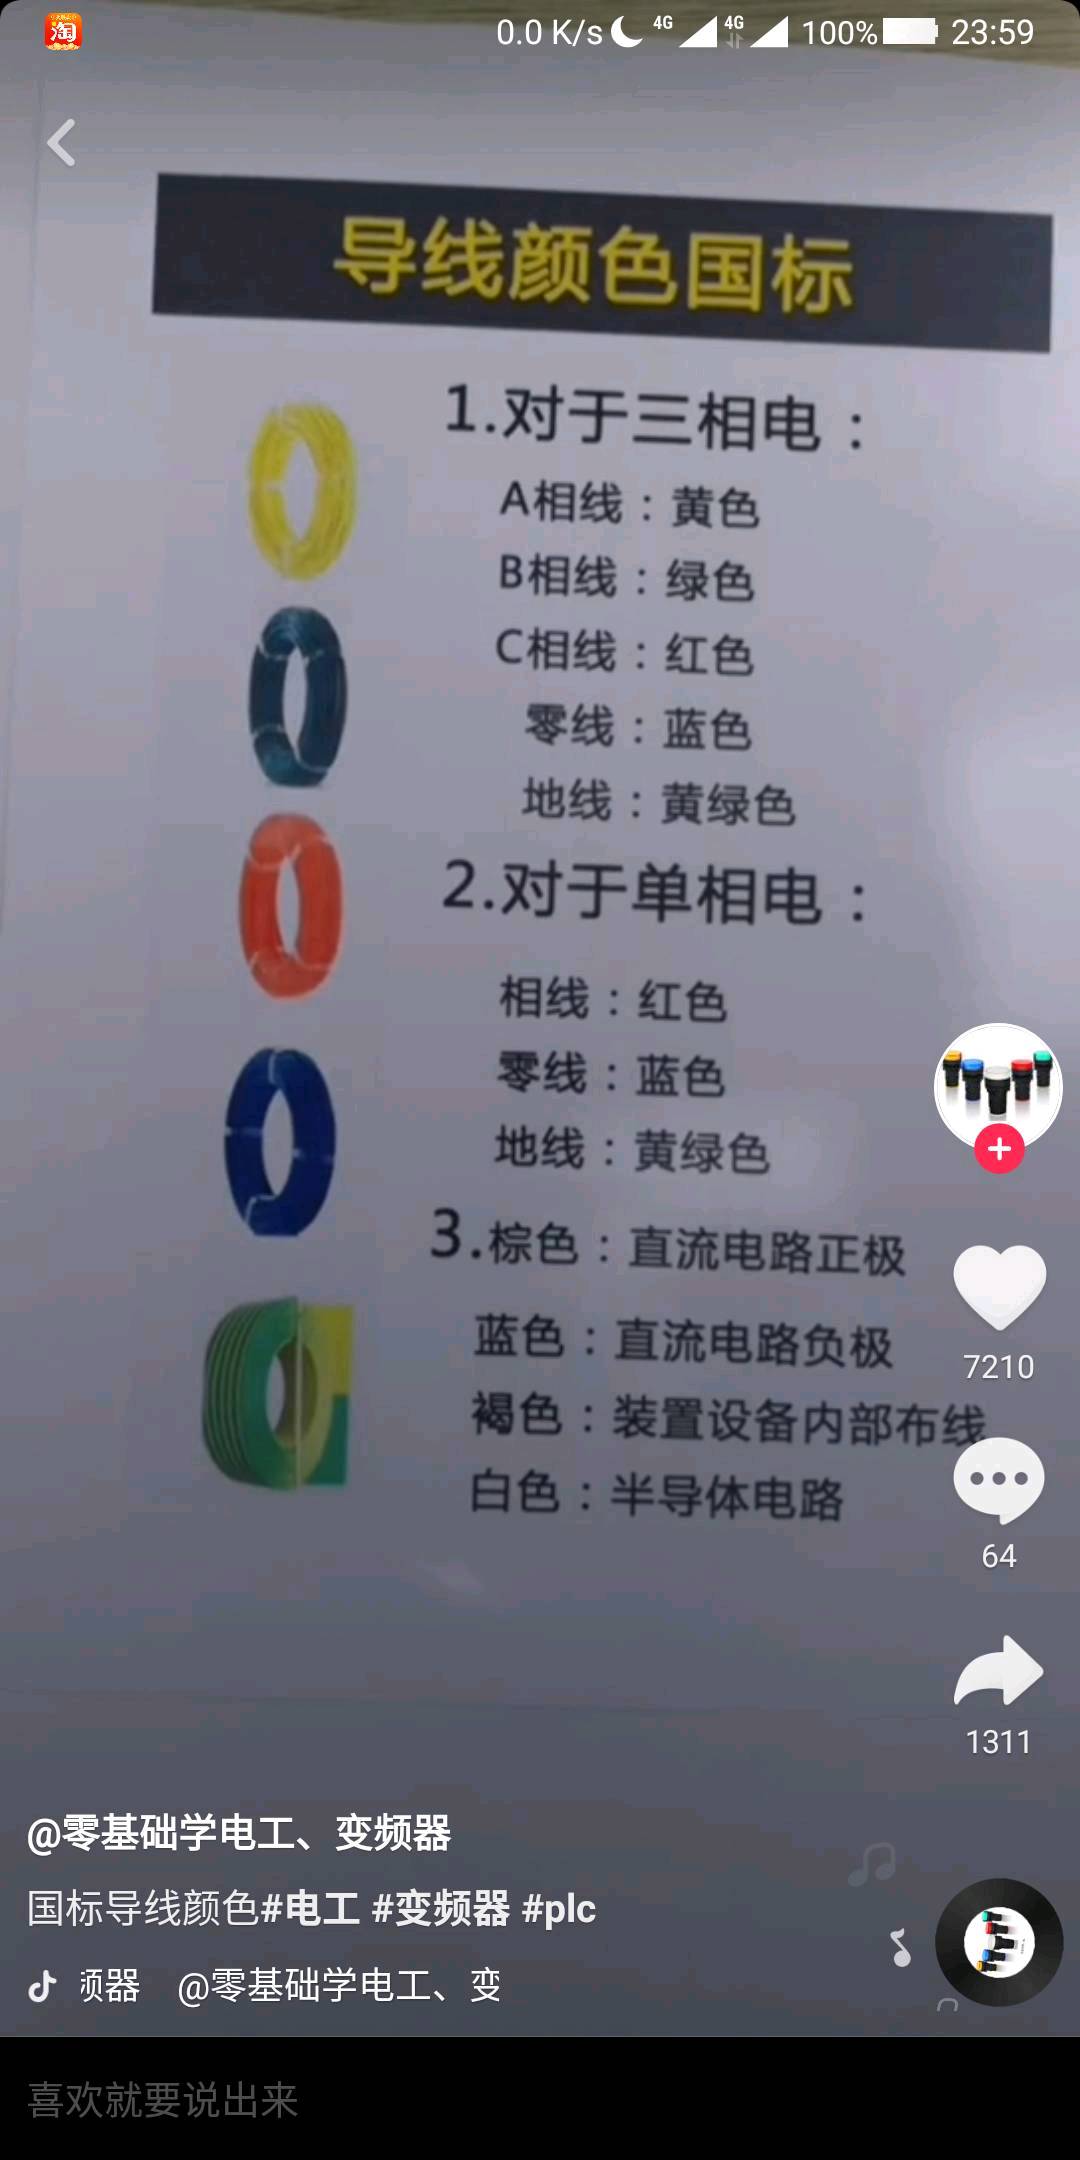 淘
0.0 K/s 4G 4G 100% 23:59
导线颜色国标
1.对于三相电：
A相线：黄色
B相线：绿色
C相线：红色
零线：蓝色
地线：黄绿色
2.对于单相电：
相线：红色
零线：蓝色
地线：黄绿色
3.棕色：直流电路正极
蓝色：直流电路负极
褐色：装置设备内部布线
白色：半导体电路
7210
64
1311
@零基础学电工、变频器
国标导线颜色#电工 #变频器 #plc
频器 @零基础学电工、变
喜欢就要说出来